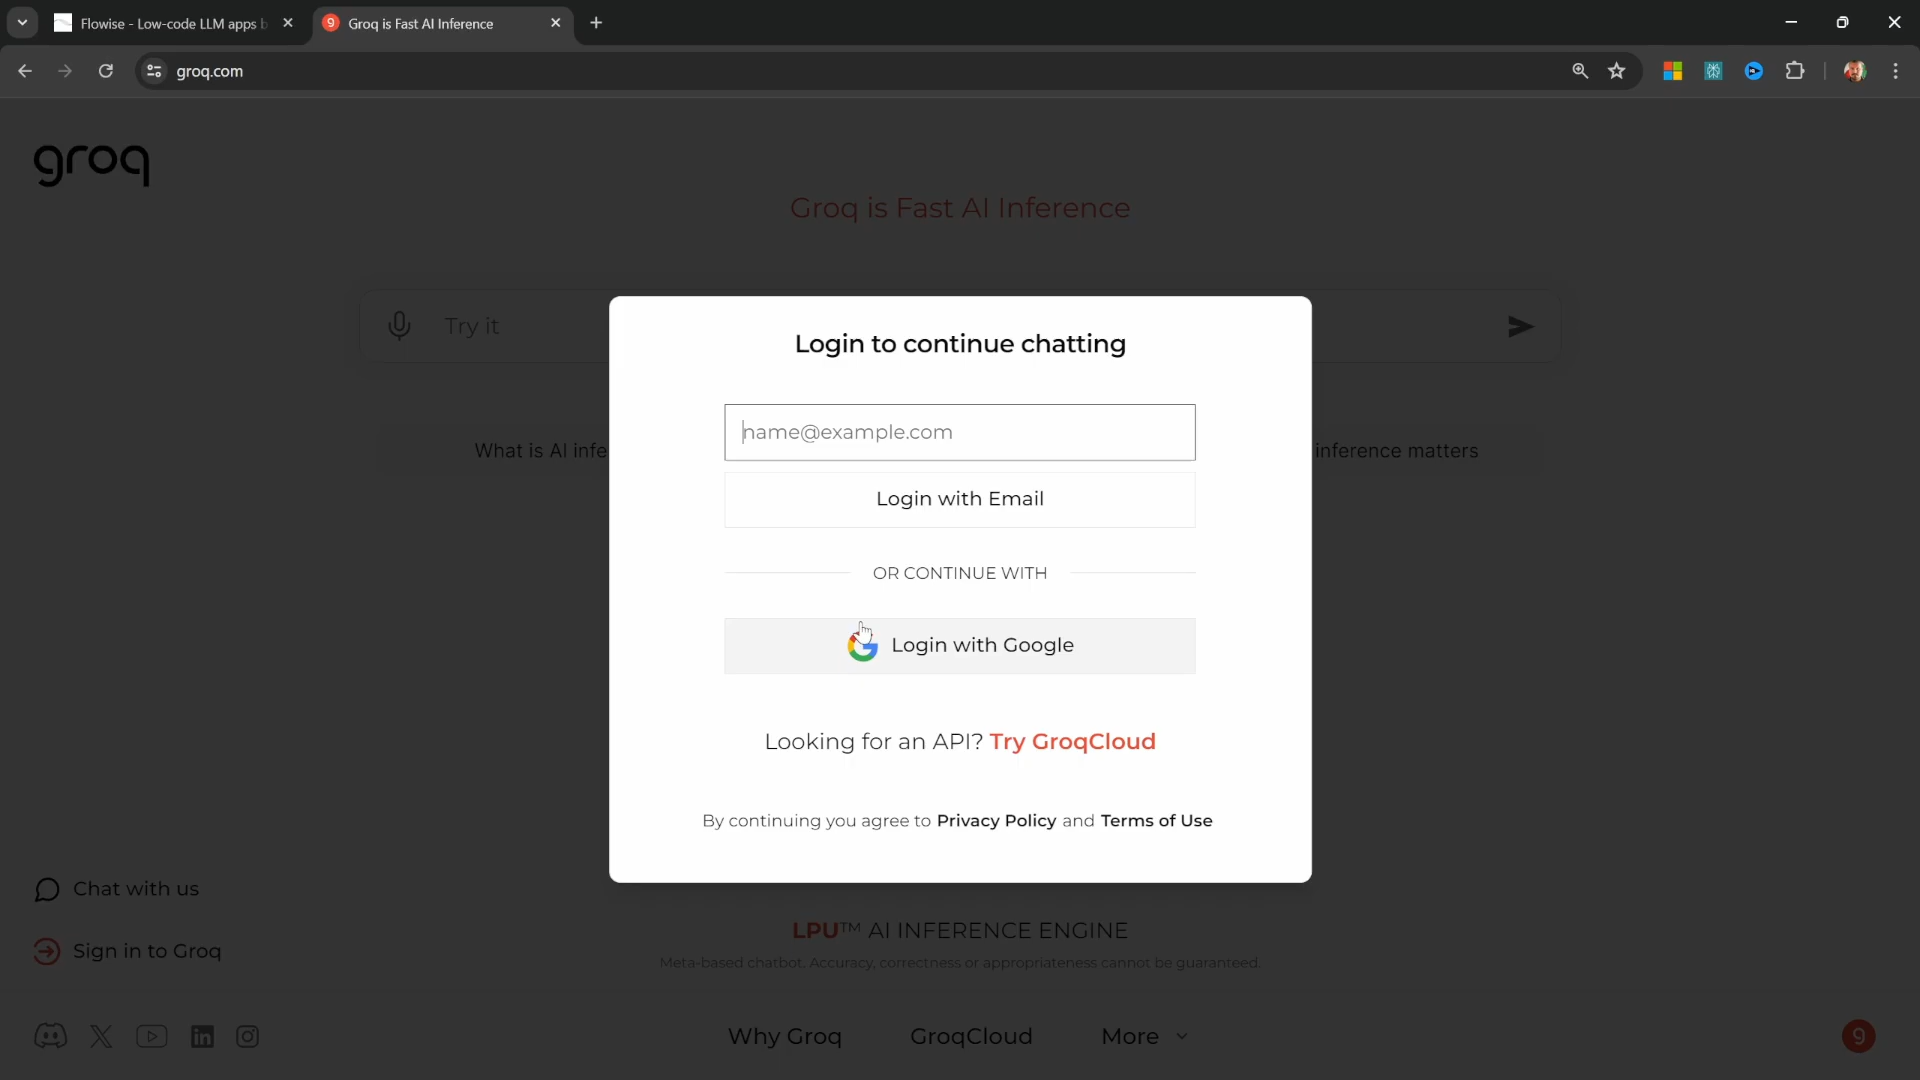 Flowise - Low-code LLM apps b
Groq is Fast AI Inference
groq.com
groq
Groq is Fast AI Inference
Try it
Login to continue chatting
name@example.com
What is AI infe
inference matters
Login with Email
OR CONTINUE WITH
Login with Google
Looking for an API? Try GroqCloud
By continuing you agree to Privacy Policy and Terms of Use
Chat with us
LPU™ AI INFERENCE ENGINE
Sign in to Groq
Meta-based chatbot. Accuracy, correctness or appropriateness cannot be guaranteed.
Why Groq
GroqCloud
More